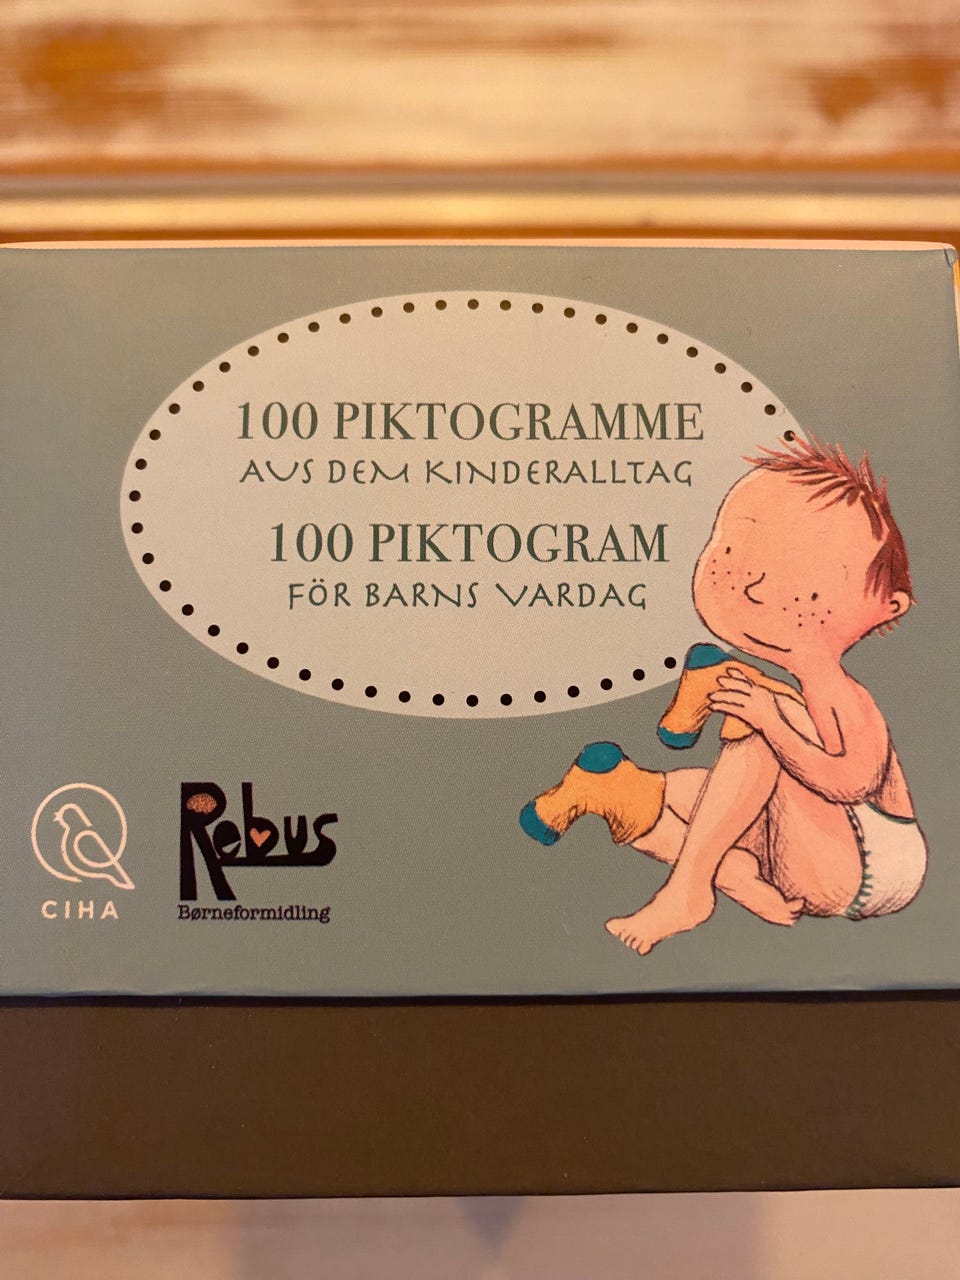 100 PIKTOGRAMME
AUS DEM KINDERALLTAG
100 PIKTOGRAM
FÖR BARNS VARDAG
CIHA
Rebus
Børneformidling